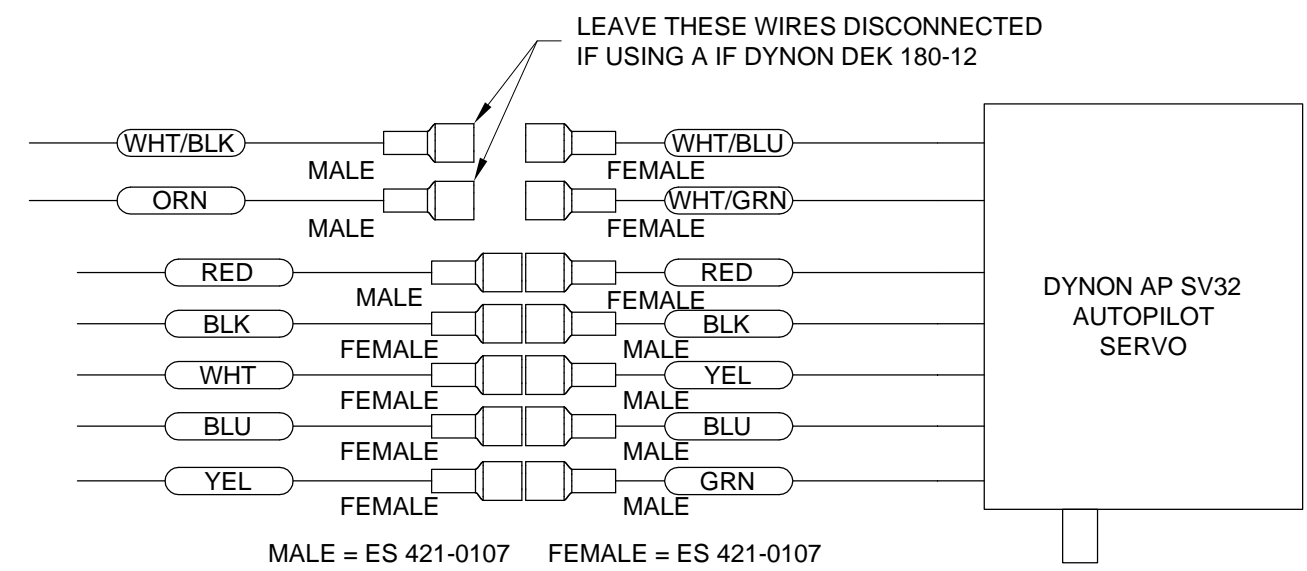 LEAVE THESE WIRES DISCONNECTED
IF USING A IF DYNON DEK 180-12
WHT/BLK
MALE
WHT/BLU
FEMALE
ORN
MALE
WHT/GRN
FEMALE
RED
MALE
RED
FEMALE
BLK
FEMALE
BLK
MALE
WHT
FEMALE
YEL
MALE
BLU
FEMALE
BLU
MALE
YEL
FEMALE
GRN
MALE
DYNON AP SV32
AUTOPILOT
SERVO
MALE = ES 421-0107 FEMALE = ES 421-0107